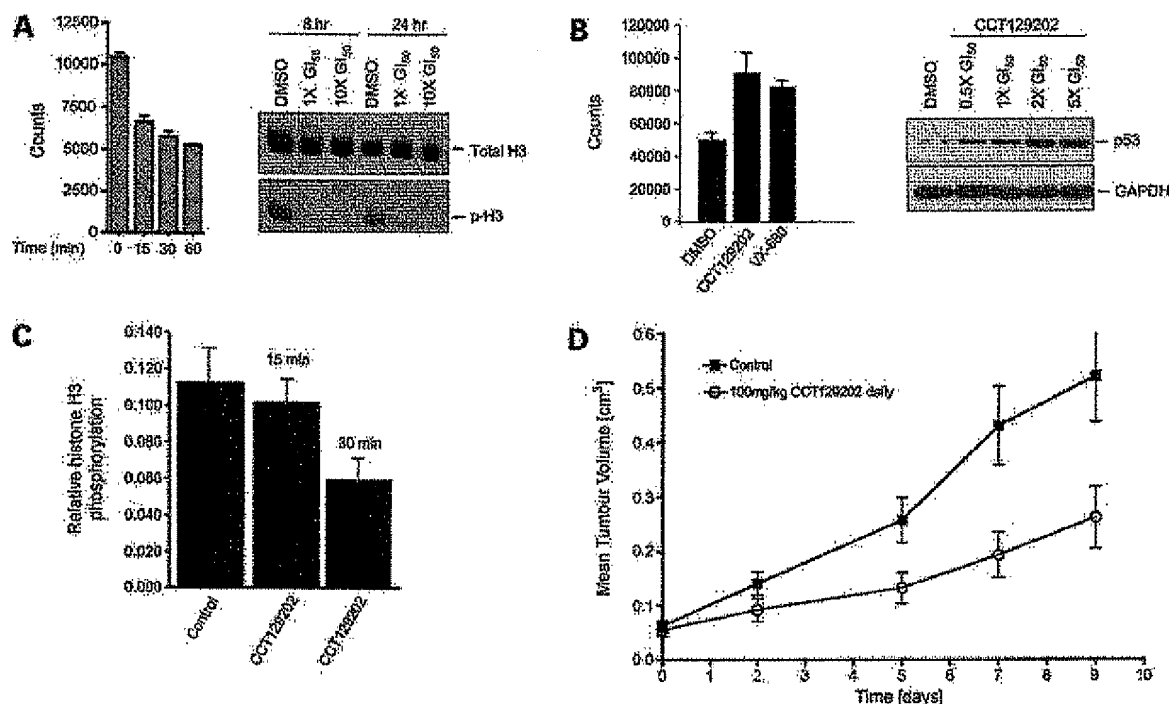 A
12500
10000
7500
5000
2500
0
Counts
Time (min)
0 15 30 60
8 hr 24 hr
DMSO
1X GI50
10X GI50
DMSO
1X GI50
10X GI50
Total H3
p-H3
B
120000
100000
80000
60000
40000
20000
0
Counts
DMSO
CCT129202
VX-680
CCT129202
DMSO
0.5X GI50
1X GI50
2X GI50
5X GI50
p53
GAPDH
C
0.140
0.120
0.100
0.080
0.060
0.040
0.020
0.000
Relative histone H3
phosphorylation
15 min
30 min
Control
CCT129202
CCT129202
D
0.6
0.5
0.4
0.3
0.2
0.1
0.0
Mean Tumour Volume [cm3]
Control
100mg/kg CCT129202 daily
0 1 2 3 4 5 6 7 8 9 10
Time [days]